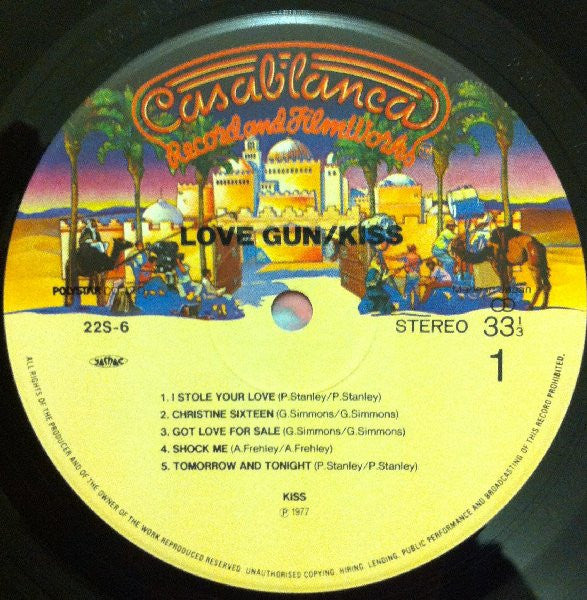 Casablanca
Record and FilmWorks
LOVE GUN/KISS
POLYSTAR
22S-6
STEREO 33 1/3
1
JASRAC
1. I STOLE YOUR LOVE (P.Stanley/P.Stanley)
2. CHRISTINE SIXTEEN (G.Simmons/G.Simmons)
3. GOT LOVE FOR SALE (G.Simmons/G.Simmons)
4. SHOCK ME (A.Frehley/A.Frehley)
5. TOMORROW AND TONIGHT (P.Stanley/P.Stanley)
KISS
Ⓟ 1977
ALL RIGHTS OF THE PRODUCER AND OF THE OWNER OF THE WORK REPRODUCED RESERVED. UNAUTHORISED COPYING, HIRING, LENDING, PUBLIC PERFORMANCE AND BROADCASTING OF THIS RECORD PROHIBITED.